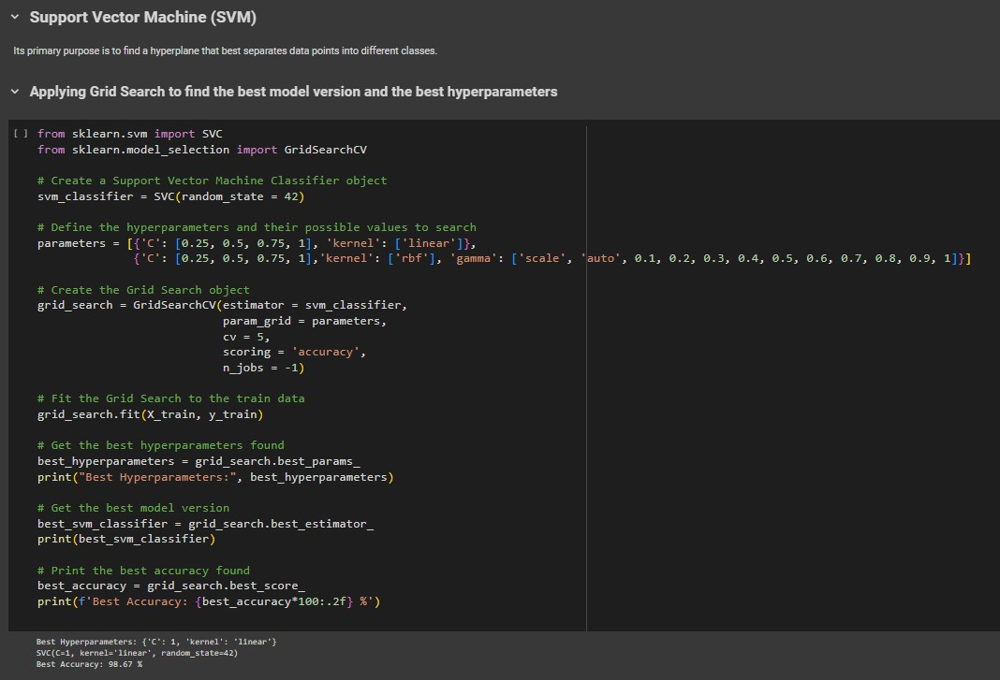 Support Vector Machine (SVM)
Its primary purpose is to find a hyperplane that best separates data points into different classes.
Applying Grid Search to find the best model version and the best hyperparameters
[ ] from sklearn.svm import SVC
from sklearn.model_selection import GridSearchCV
# Create a Support Vector Machine Classifier object
svm_classifier = SVC(random_state = 42)
# Define the hyperparameters and their possible values to search
parameters = [{'C': [0.25, 0.5, 0.75, 1], 'kernel': ['linear']},
{'C': [0.25, 0.5, 0.75, 1],'kernel': ['rbf'], 'gamma': ['scale', 'auto', 0.1, 0.2, 0.3, 0.4, 0.5, 0.6, 0.7, 0.8, 0.9, 1]}]
# Create the Grid Search object
grid_search = GridSearchCV(estimator = svm_classifier,
param_grid = parameters,
cv = 5,
scoring = 'accuracy',
n_jobs = -1)
# Fit the Grid Search to the train data
grid_search.fit(X_train, y_train)
# Get the best hyperparameters found
best_hyperparameters = grid_search.best_params_
print("Best Hyperparameters:", best_hyperparameters)
# Get the best model version
best_svm_classifier = grid_search.best_estimator_
print(best_svm_classifier)
# Print the best accuracy found
best_accuracy = grid_search.best_score_
print(f'Best Accuracy: {best_accuracy*100:.2f} %')
Best Hyperparameters: {'C': 1, 'kernel': 'linear'}
SVC(C=1, kernel='linear', random_state=42)
Best Accuracy: 98.67 %